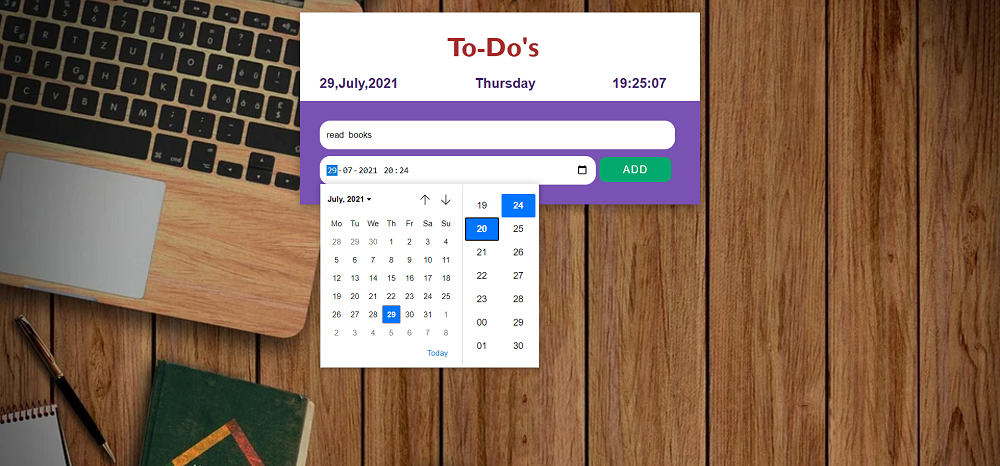 To-Do's
29,July,2021 Thursday 19:25:07
read books
29-07-2021 20:24 ADD
July, 2021
Mo Tu We Th Fr Sa Su
28 29 30 1 2 3 4
5 6 7 8 9 10 11
12 13 14 15 16 17 18
19 20 21 22 23 24 25
26 27 28 29 30 31 1
2 3 4 5 6 7 8
Today
19 24
20 25
21 26
22 27
23 28
00 29
01 30